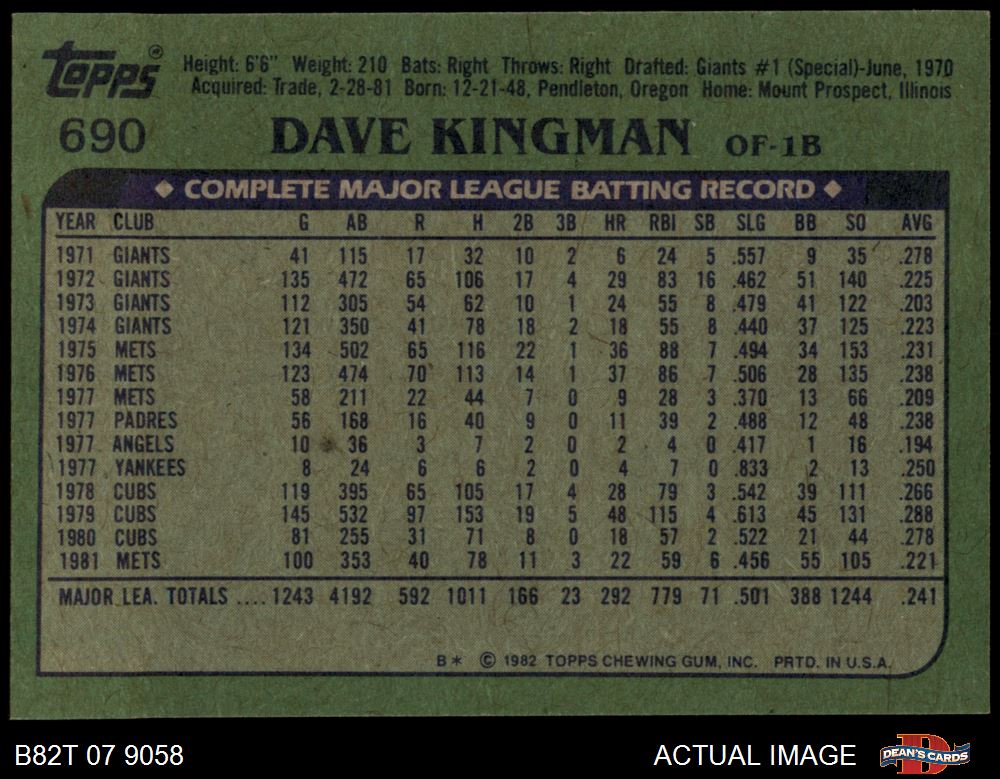 Topps®
Height: 6'6" Weight: 210 Bats: Right Throws: Right Drafted: Giants #1 (Special)-June, 1970
Acquired: Trade, 2-28-81 Born: 12-21-48, Pendleton, Oregon Home: Mount Prospect, Illinois
690 DAVE KINGMAN OF-1B
◆ COMPLETE MAJOR LEAGUE BATTING RECORD ◆
YEAR CLUB G AB R H 2B 3B HR RBI SB SLG BB SO AVG
1971 GIANTS 41 115 17 32 10 2 6 24 5 .557 9 35 .278
1972 GIANTS 135 472 65 106 17 4 29 83 16 .462 51 140 .225
1973 GIANTS 112 305 54 62 10 1 24 55 8 .479 41 122 .203
1974 GIANTS 121 350 41 78 18 2 18 55 8 .440 37 125 .223
1975 METS 134 502 65 116 22 1 36 88 7 .494 34 153 .231
1976 METS 123 474 70 113 14 1 37 86 7 .506 28 135 .238
1977 METS 58 211 22 44 7 0 9 28 3 .370 13 66 .209
1977 PADRES 56 168 16 40 9 0 11 39 2 .488 12 48 .238
1977 ANGELS 10 36 3 7 2 0 2 4 0 .417 1 16 .194
1977 YANKEES 8 24 6 6 2 0 4 7 0 .833 2 13 .250
1978 CUBS 119 395 65 105 17 4 28 79 3 .542 39 111 .266
1979 CUBS 145 532 97 153 19 5 48 115 4 .613 45 131 .288
1980 CUBS 81 255 31 71 8 0 18 57 2 .522 21 44 .278
1981 METS 100 353 40 78 11 3 22 59 6 .456 55 105 .221
MAJOR LEA. TOTALS .... 1243 4192 592 1011 166 23 292 779 71 .501 388 1244 .241
B* © 1982 TOPPS CHEWING GUM, INC. PRTD. IN U.S.A.
B82T 07 9058 ACTUAL IMAGE DEAN'S CARDS